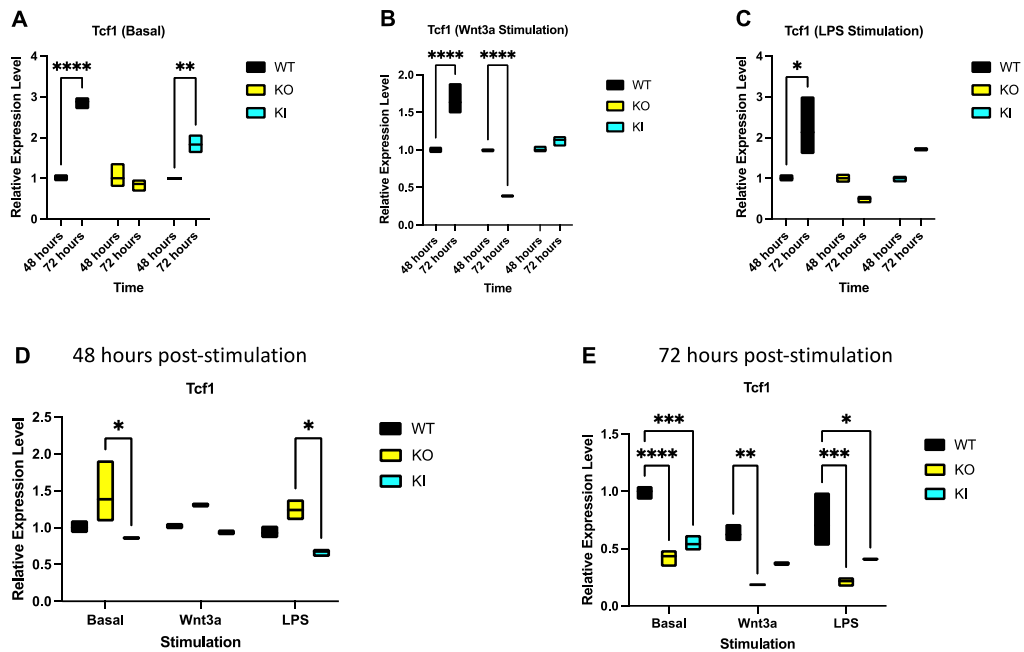 A
Tcf1 (Basal)
Relative Expression Level
4
3
2
1
0
****
**
48 hours
72 hours
48 hours
72 hours
48 hours
72 hours
Time
WT
KO
KI
B
Tcf1 (Wnt3a Stimulation)
Relative Expression Level
2.0
1.5
1.0
0.5
0.0
****
****
48 hours
72 hours
48 hours
72 hours
48 hours
72 hours
Time
WT
KO
KI
C
Tcf1 (LPS Stimulation)
Relative Expression Level
4
3
2
1
0
*
48 hours
72 hours
48 hours
72 hours
48 hours
72 hours
Time
WT
KO
KI
D
48 hours post-stimulation
Tcf1
Relative Expression Level
2.5
2.0
1.5
1.0
0.5
0.0
*
*
Basal
Wnt3a
LPS
Stimulation
WT
KO
KI
E
72 hours post-stimulation
Tcf1
Relative Expression Level
1.5
1.0
0.5
0.0
***
****
**
*
***
Basal
Wnt3a
LPS
Stimulation
WT
KO
KI